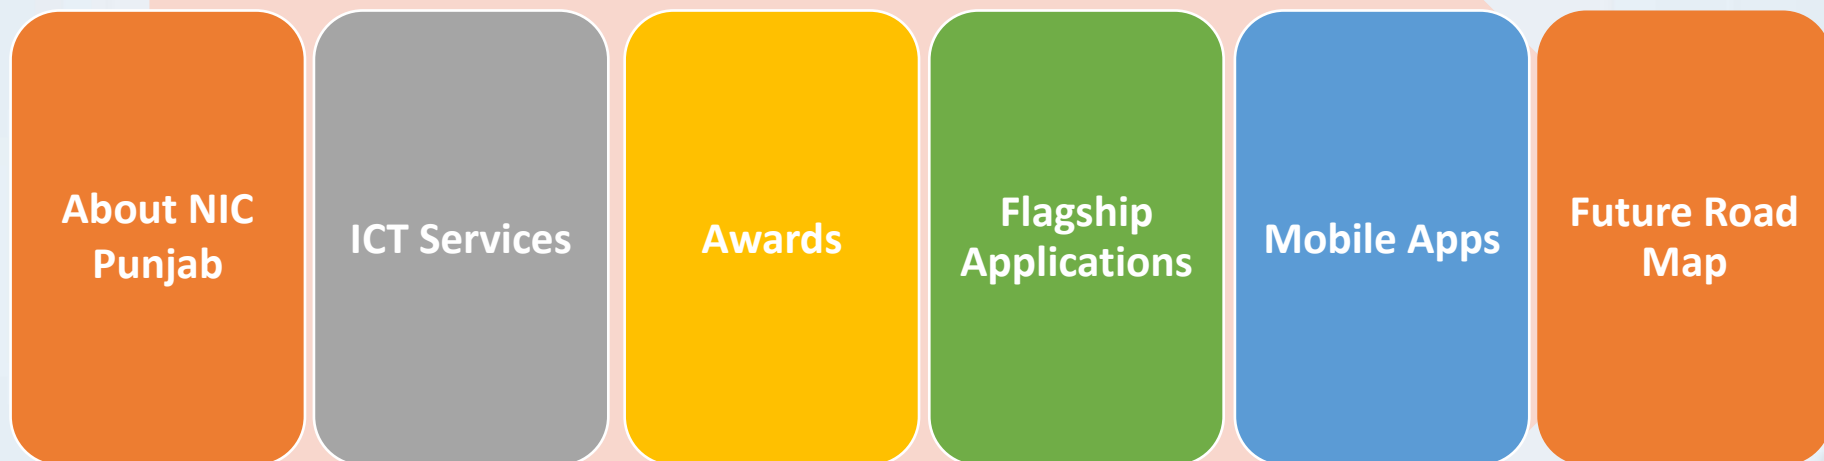 About NIC
Punjab
ICT Services
Awards
Flagship
Applications
Mobile Apps
Future Road
Map